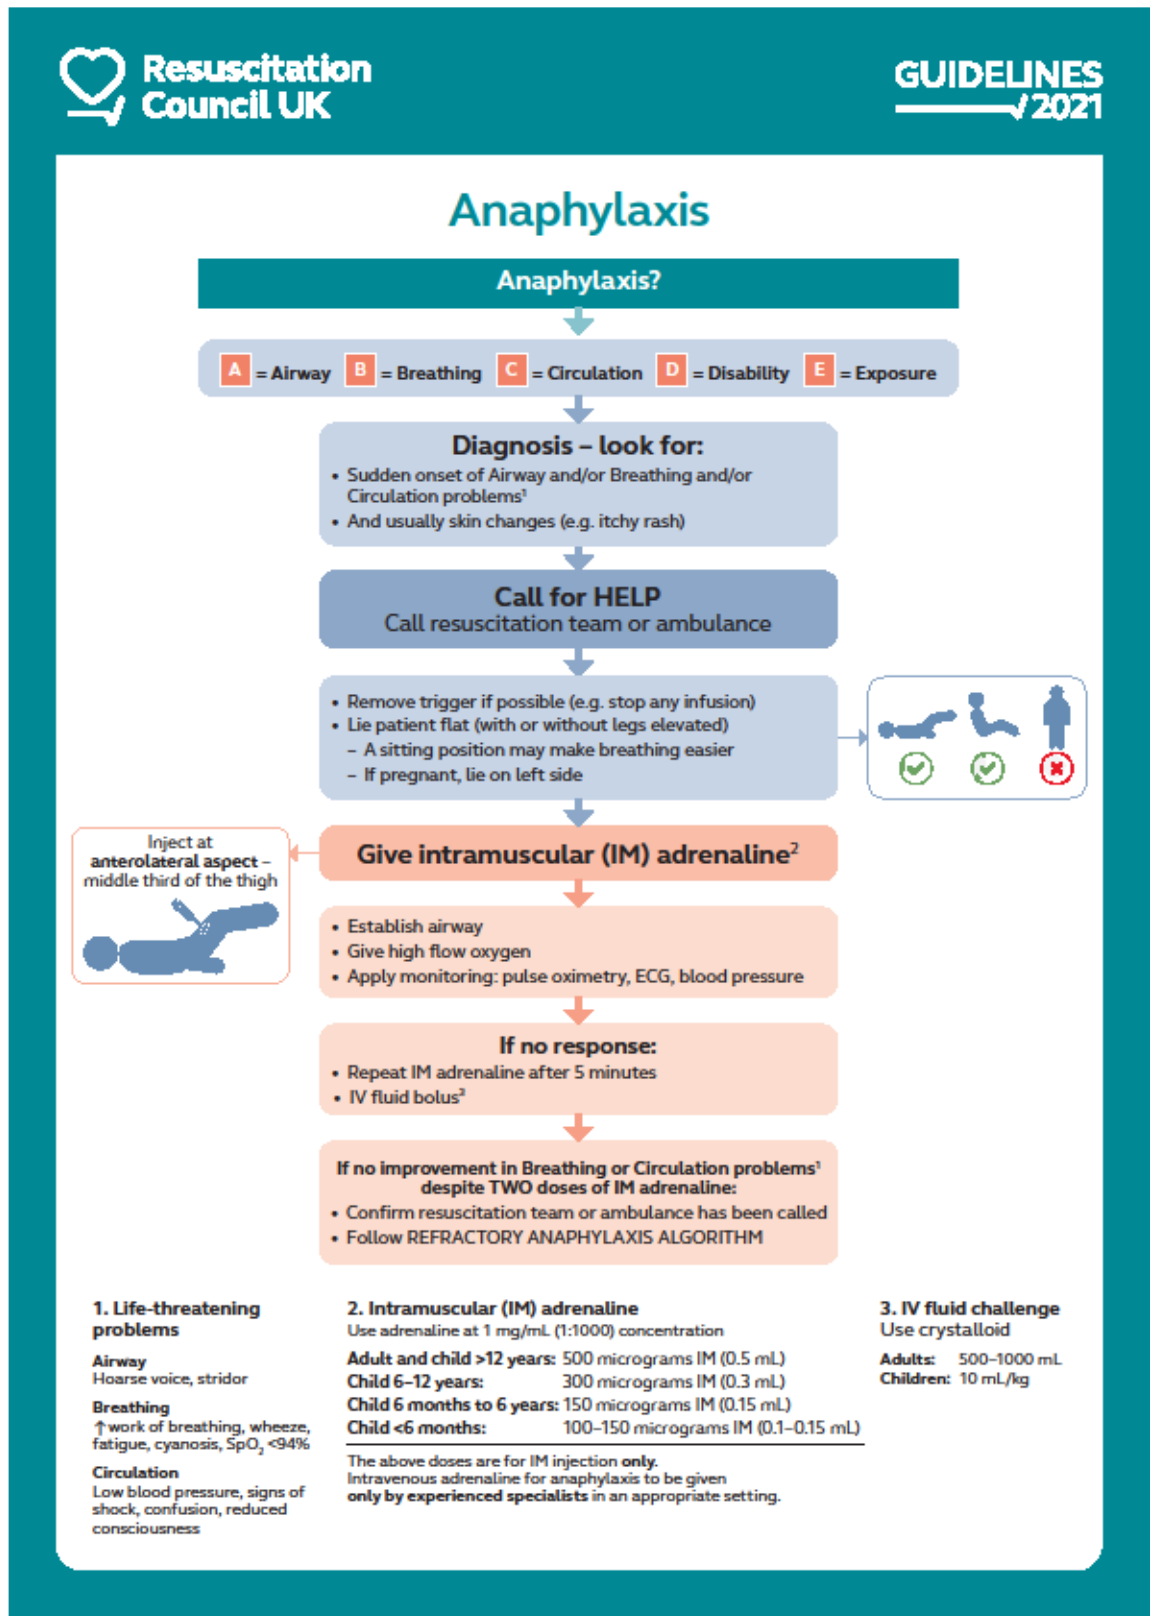 Resuscitation
Council UK
GUIDELINES
2021
Anaphylaxis
Anaphylaxis?
A = Airway B = Breathing C = Circulation D = Disability E = Exposure
Diagnosis – look for:
• Sudden onset of Airway and/or Breathing and/or
Circulation problems¹
• And usually skin changes (e.g. itchy rash)
Call for HELP
Call resuscitation team or ambulance
• Remove trigger if possible (e.g. stop any infusion)
• Lie patient flat (with or without legs elevated)
– A sitting position may make breathing easier
– If pregnant, lie on left side
Inject at
anterolateral aspect –
middle third of the thigh
Give intramuscular (IM) adrenaline²
• Establish airway
• Give high flow oxygen
• Apply monitoring: pulse oximetry, ECG, blood pressure
If no response:
• Repeat IM adrenaline after 5 minutes
• IV fluid bolus³
If no improvement in Breathing or Circulation problems¹
despite TWO doses of IM adrenaline:
• Confirm resuscitation team or ambulance has been called
• Follow REFRACTORY ANAPHYLAXIS ALGORITHM
1. Life-threatening
problems
Airway
Hoarse voice, stridor
Breathing
↑work of breathing, wheeze,
fatigue, cyanosis, SpO₂ <94%
Circulation
Low blood pressure, signs of
shock, confusion, reduced
consciousness
2. Intramuscular (IM) adrenaline
Use adrenaline at 1 mg/mL (1:1000) concentration
Adult and child >12 years: 500 micrograms IM (0.5 mL)
Child 6–12 years: 300 micrograms IM (0.3 mL)
Child 6 months to 6 years: 150 micrograms IM (0.15 mL)
Child <6 months: 100–150 micrograms IM (0.1–0.15 mL)
The above doses are for IM injection only.
Intravenous adrenaline for anaphylaxis to be given
only by experienced specialists in an appropriate setting.
3. IV fluid challenge
Use crystalloid
Adults: 500–1000 mL
Children: 10 mL/kg